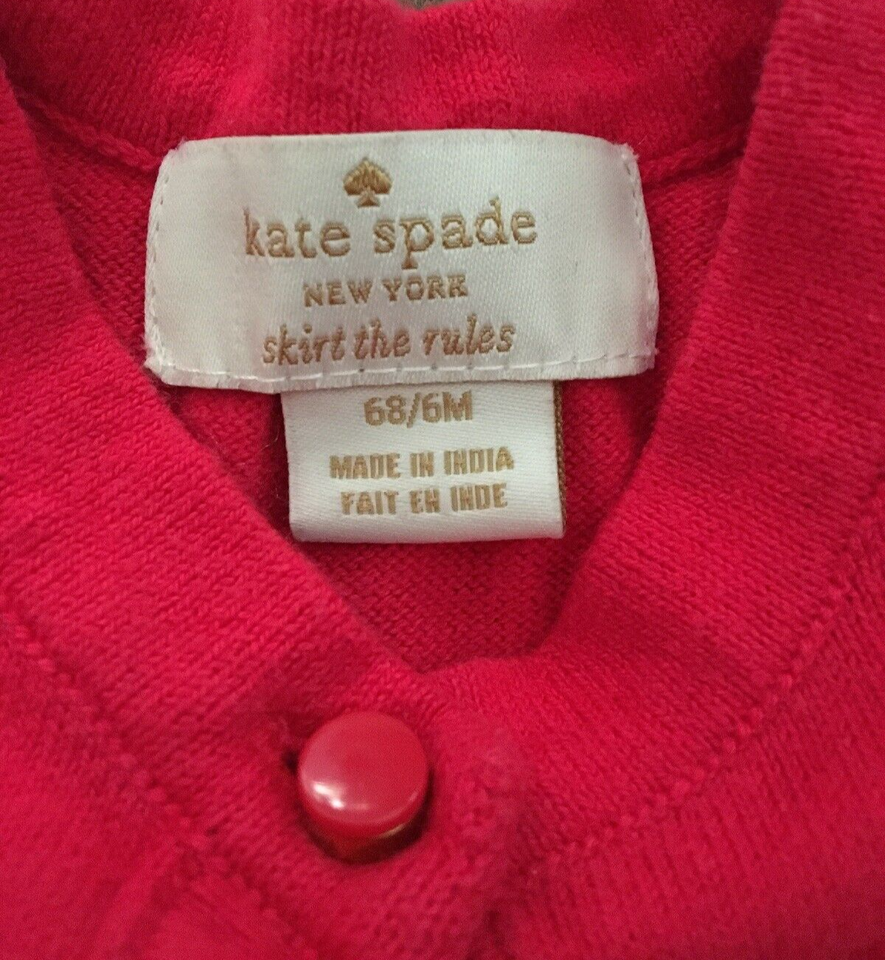 kate spade
NEW YORK
skirt the rules
68/6M
MADE IN INDIA
FAIT EN INDE